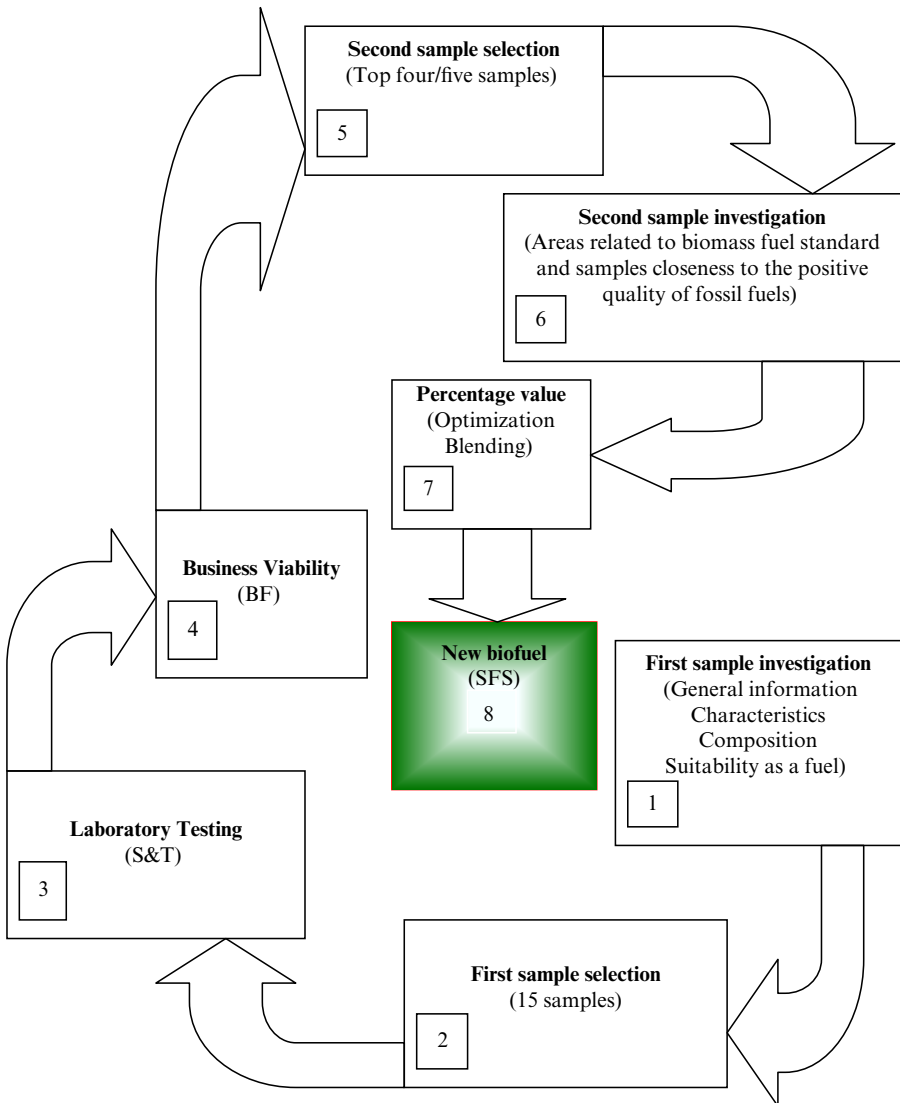 Second sample selection
(Top four/five samples)
5
Second sample investigation
(Areas related to biomass fuel standard
and samples closeness to the positive
quality of fossil fuels)
6
Percentage value
(Optimization
Blending)
7
Business Viability
(BF)
4
New biofuel
(SFS)
8
First sample investigation
(General information
Characteristics
Composition
Suitability as a fuel)
1
Laboratory Testing
(S&T)
3
First sample selection
(15 samples)
2